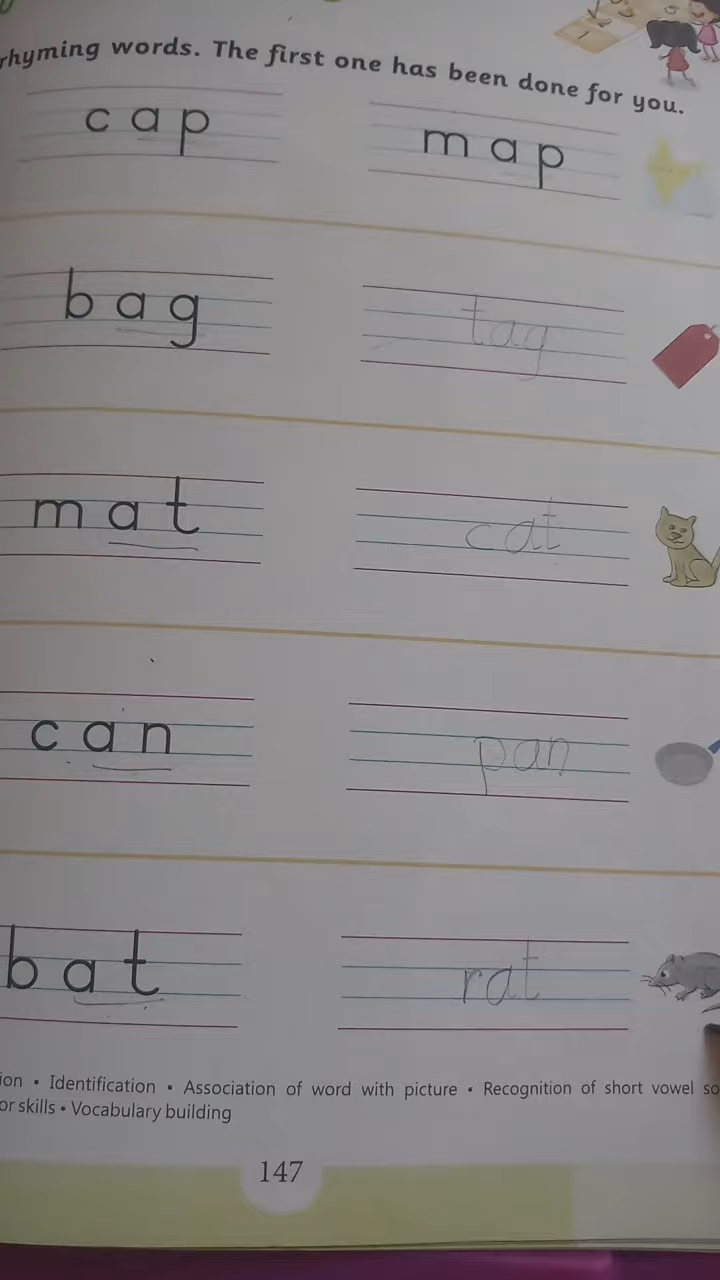 rhyming words. The first one has been done for you.
cap map
bag tag
mat cat
can pan
bat rat
ion • Identification • Association of word with picture • Recognition of short vowel so
or skills • Vocabulary building
147